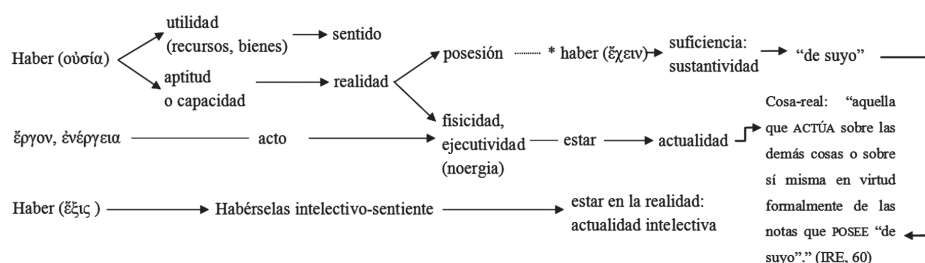 Haber (οὐσία)
utilidad
(recursos, bienes)
sentido
aptitud
o capacidad
realidad
posesión
* haber (ἔχειν)
suficiencia:
sustantividad
“de suyo”
ἔργον, ἐνέργεια
acto
fisicidad,
ejecutividad
(noergia)
estar
actualidad
Cosa-real: “aquella
que ACTÚA sobre las
demás cosas o sobre
sí misma en virtud
formalmente de las
notas que POSEE “de
suyo”.” (IRE, 60)
Haber (ἕξις )
Habérselas intelectivo-sentiente
estar en la realidad:
actualidad intelectiva